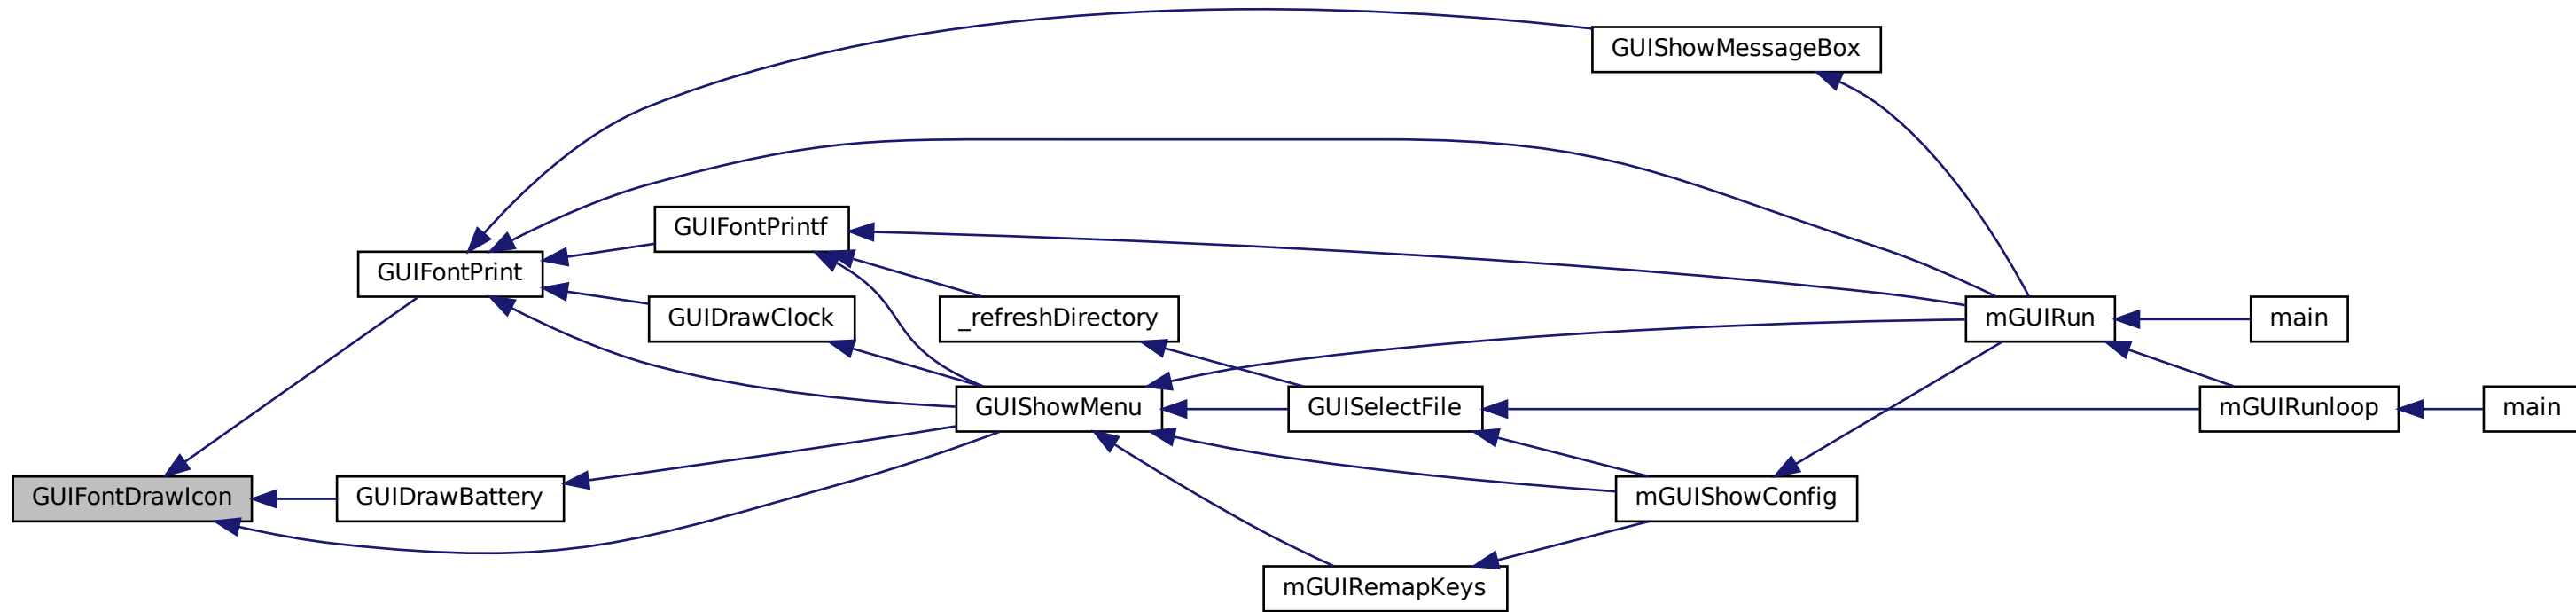 GUIShowMessageBox
GUIFontPrintf
GUIFontPrint
GUIDrawClock
_refreshDirectory
mGUIRun
main
GUIShowMenu
GUISelectFile
mGUIRunloop
main
GUIFontDrawIcon
GUIDrawBattery
mGUIShowConfig
mGUIRemapKeys